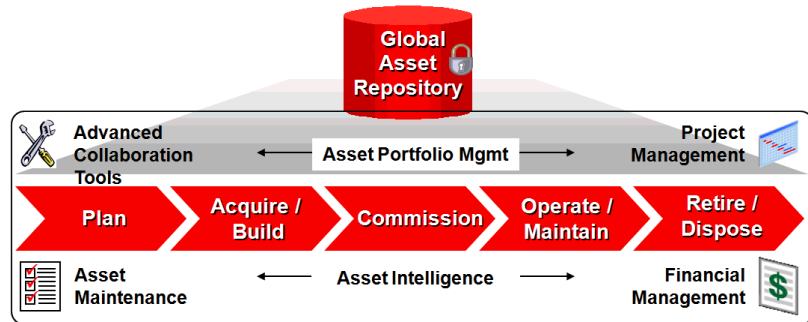 Global
Asset
Repository
Advanced
Collaboration
Tools
Asset Portfolio Mgmt
Project
Management
Plan
Acquire /
Build
Commission
Operate /
Maintain
Retire /
Dispose
Asset
Maintenance
Asset Intelligence
Financial
Management
$